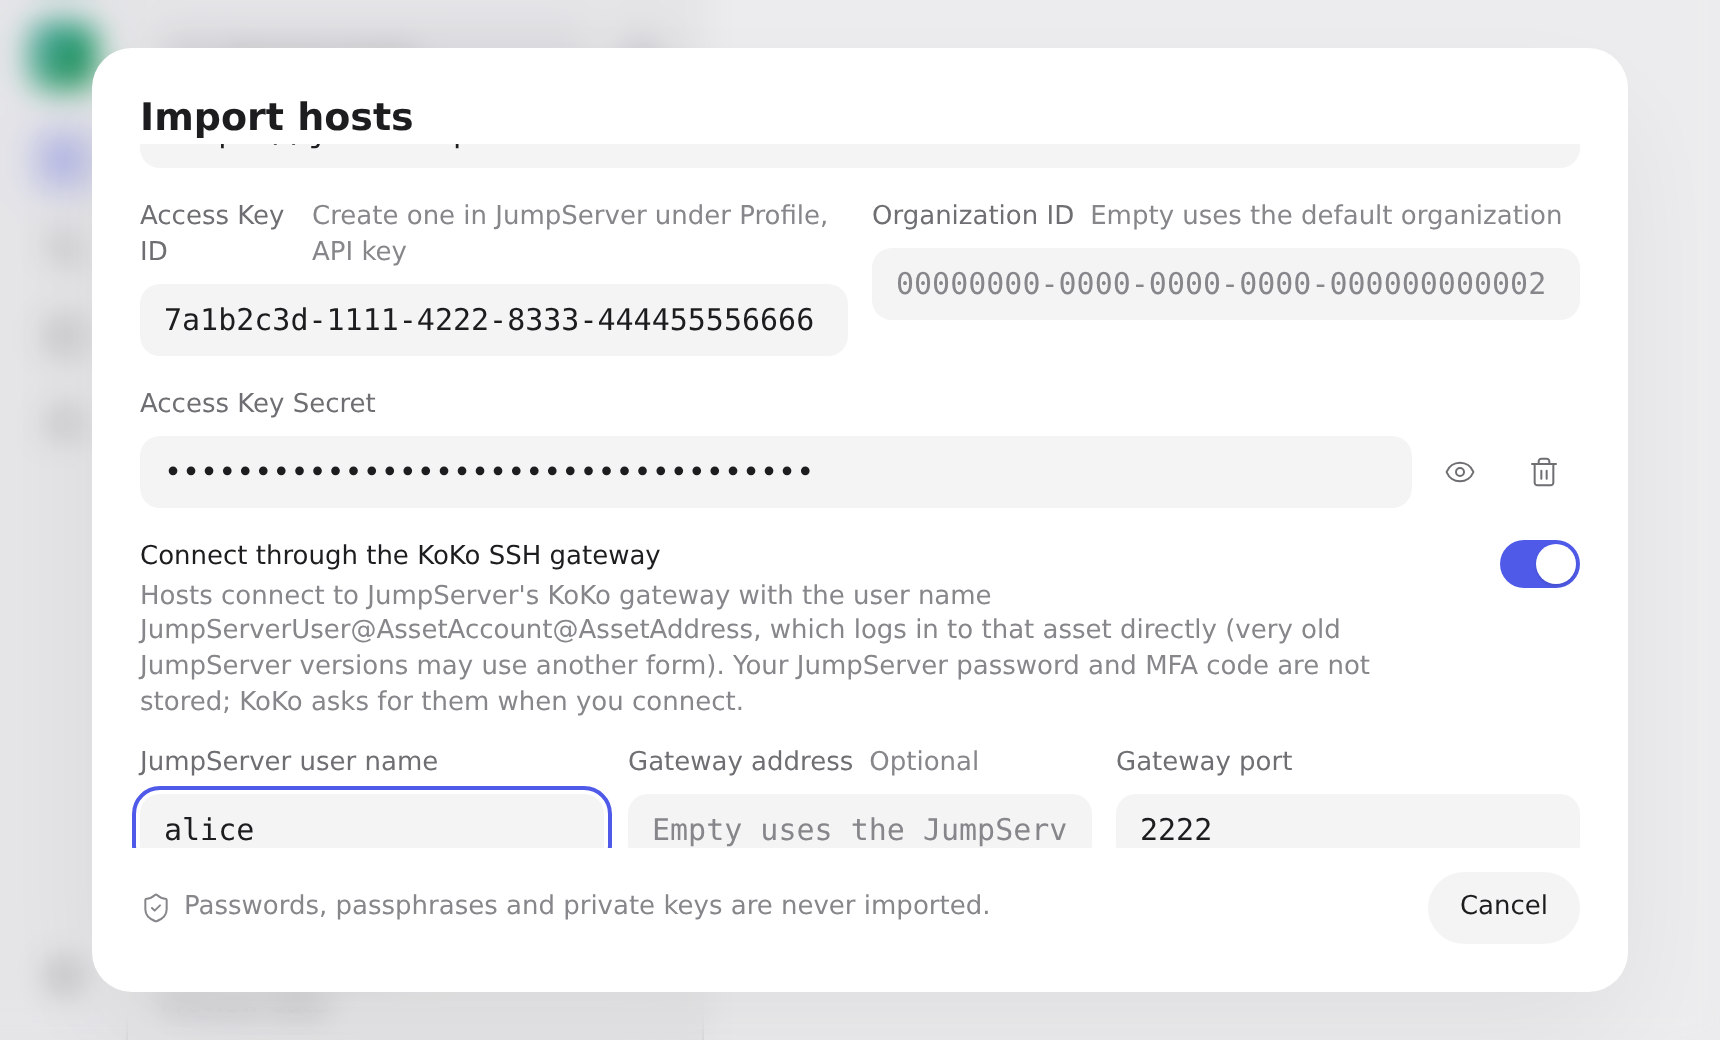 Import hosts
Access Key ID
Create one in JumpServer under Profile, API key
7a1b2c3d-1111-4222-8333-444455556666
Organization ID Empty uses the default organization
00000000-0000-0000-0000-000000000002
Access Key Secret
••••••••••••••••••••••••••••••••••••
Connect through the KoKo SSH gateway
Hosts connect to JumpServer's KoKo gateway with the user name
JumpServerUser@AssetAccount@AssetAddress, which logs in to that asset directly (very old
JumpServer versions may use another form). Your JumpServer password and MFA code are not
stored; KoKo asks for them when you connect.
JumpServer user name
alice
Gateway address Optional
Empty uses the JumpServ
Gateway port
2222
Passwords, passphrases and private keys are never imported.
Cancel